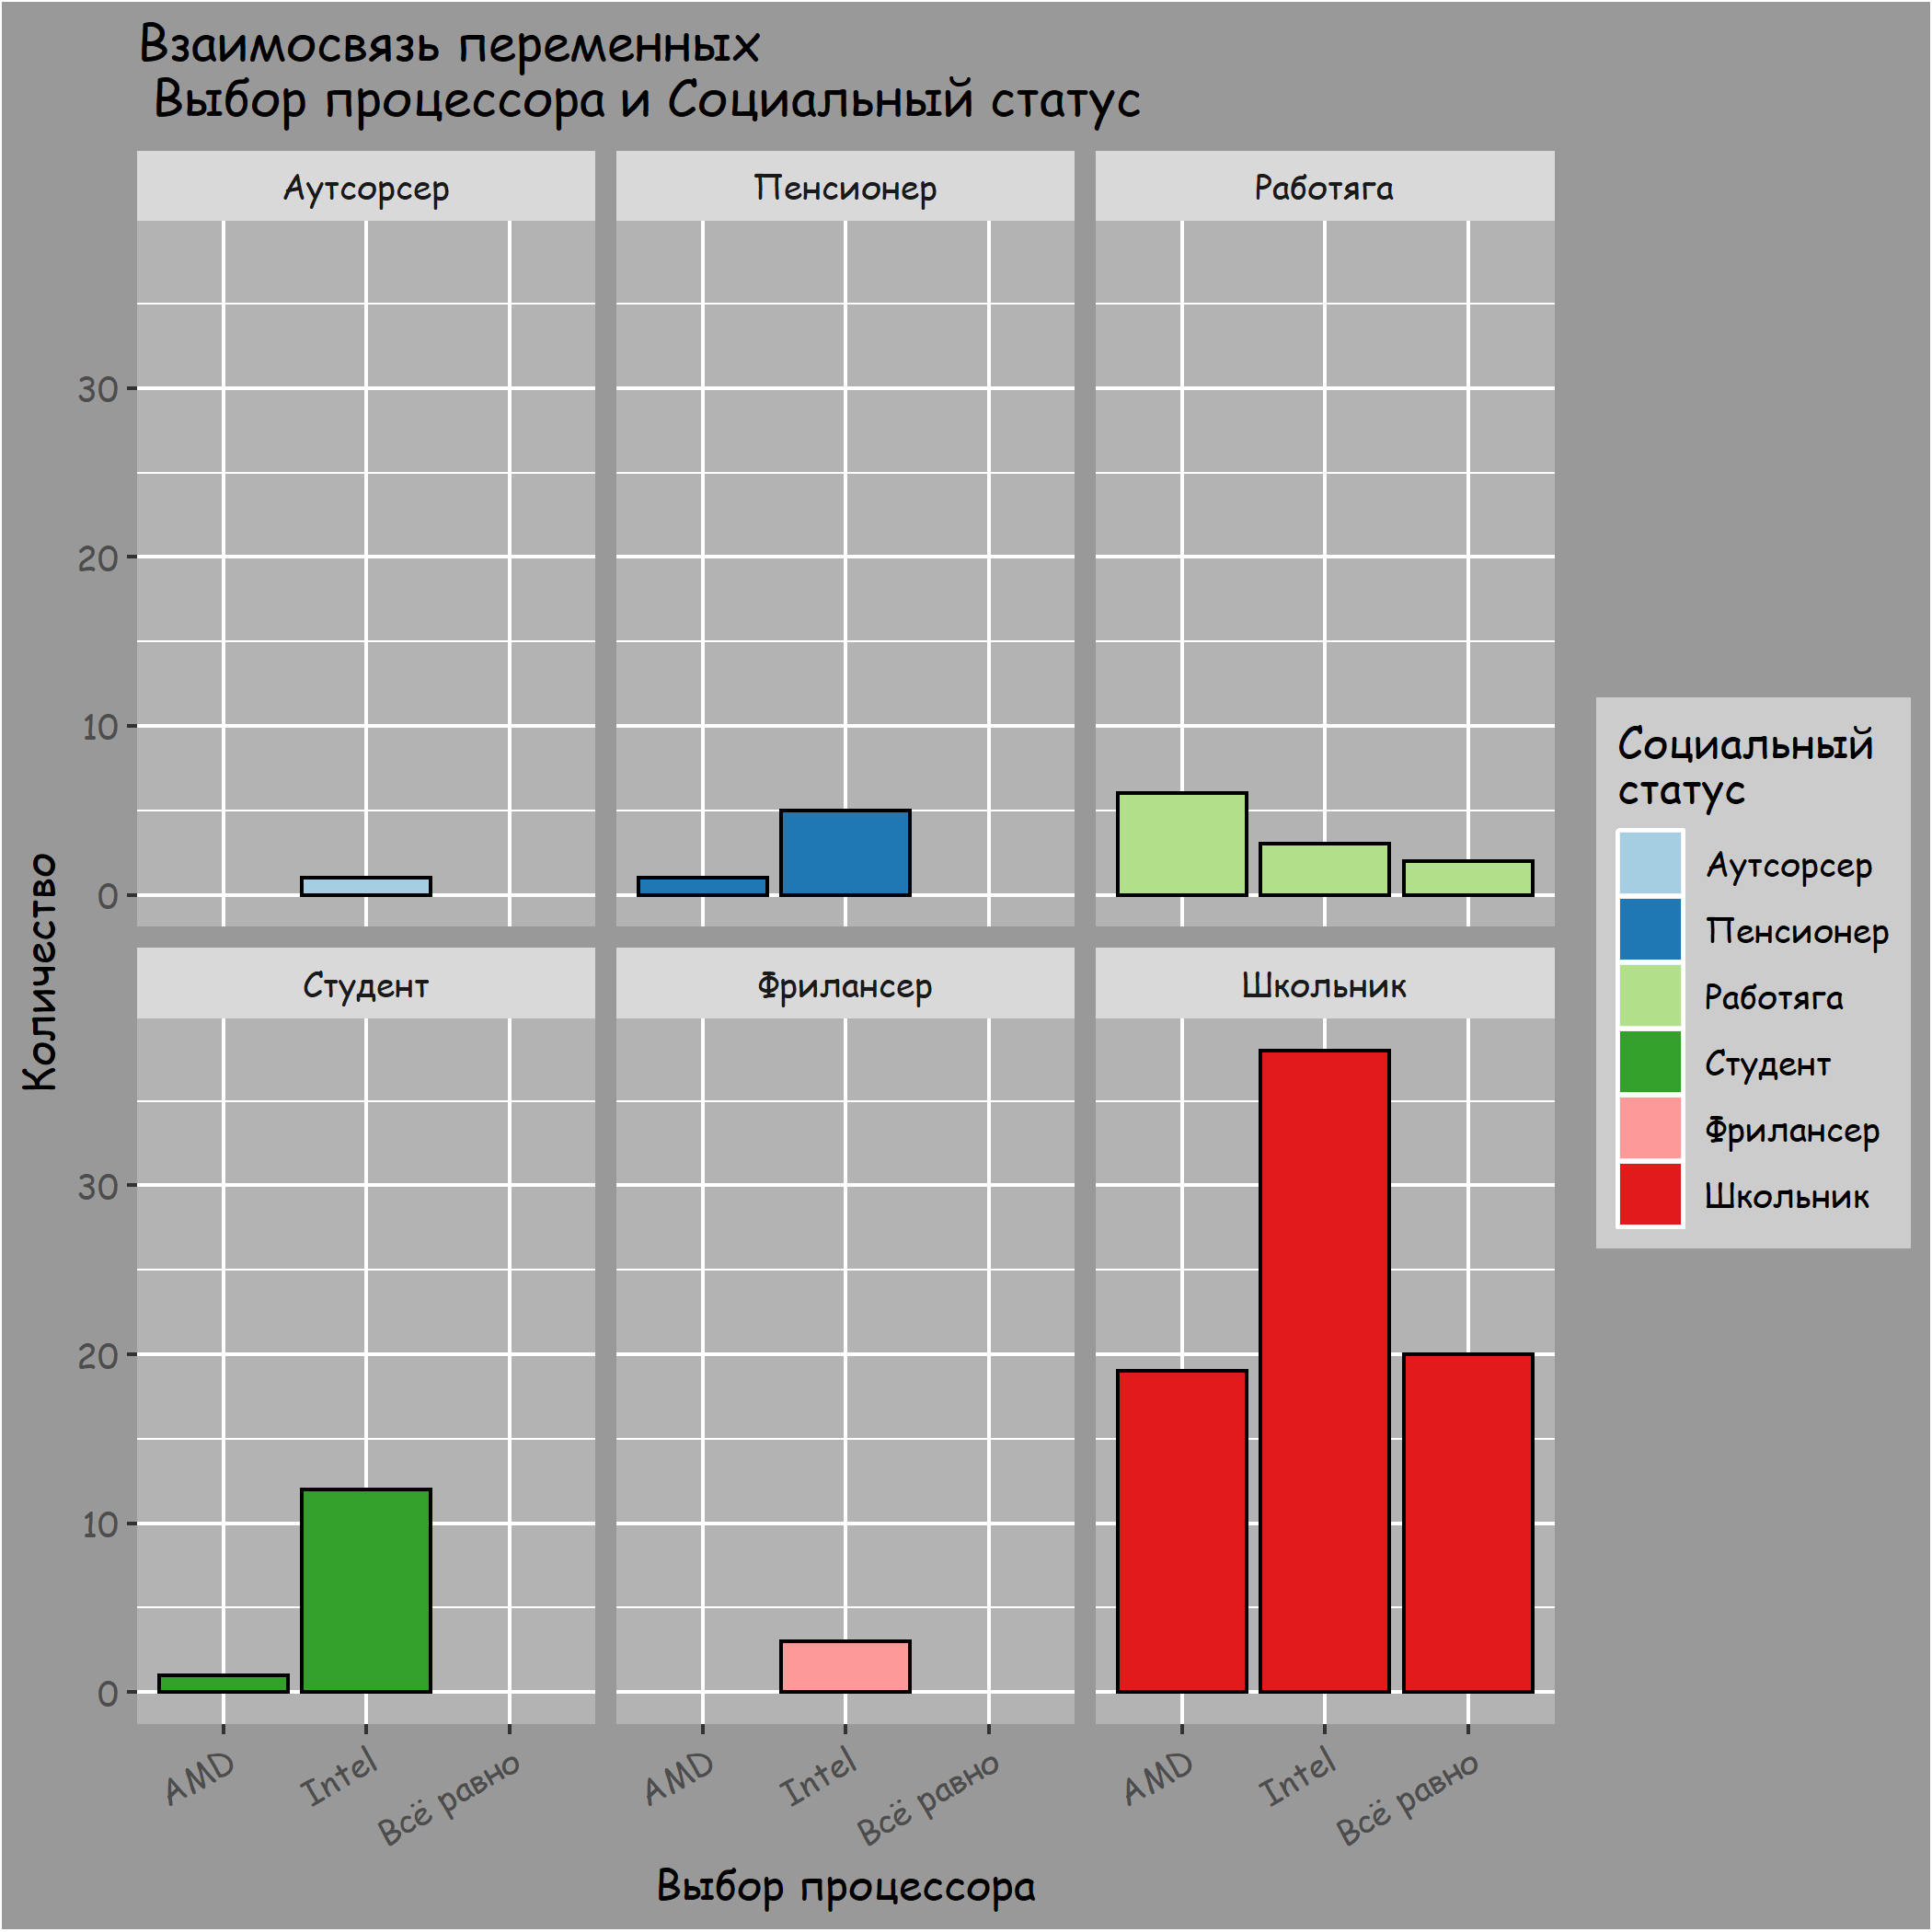 Взаимосвязь переменных
Выбор процессора и Социальный статус
Аутсорсер
Пенсионер
Работяга
30
20
10
0
Количество
Студент
Фрилансер
Школьник
30
20
10
0
AMD
Intel
Всё равно
AMD
Intel
Всё равно
AMD
Intel
Всё равно
Выбор процессора
Социальный
статус
Аутсорсер
Пенсионер
Работяга
Студент
Фрилансер
Школьник